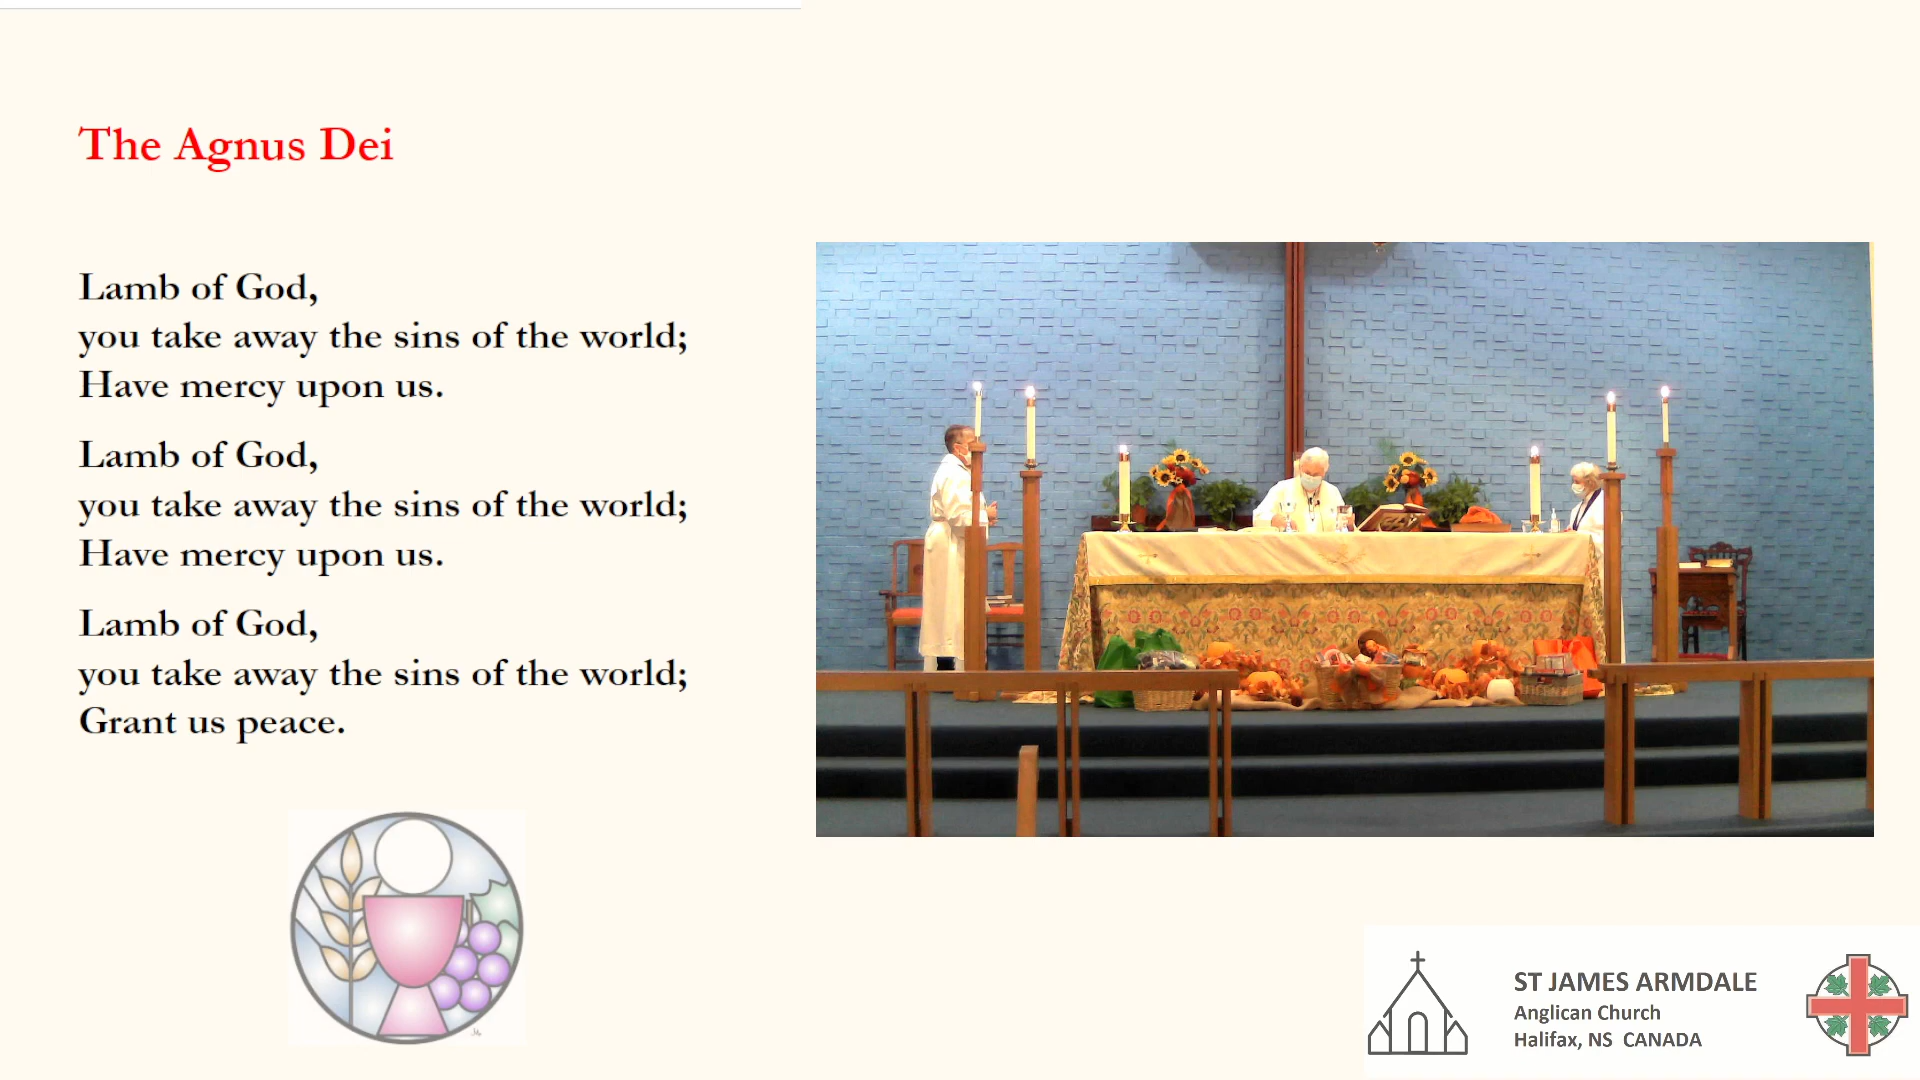 The Agnus Dei
Lamb of God,
you take away the sins of the world;
Have mercy upon us.
Lamb of God,
you take away the sins of the world;
Have mercy upon us.
Lamb of God,
you take away the sins of the world;
Grant us peace.
ST JAMES ARMDALE
Anglican Church
Halifax, NS CANADA